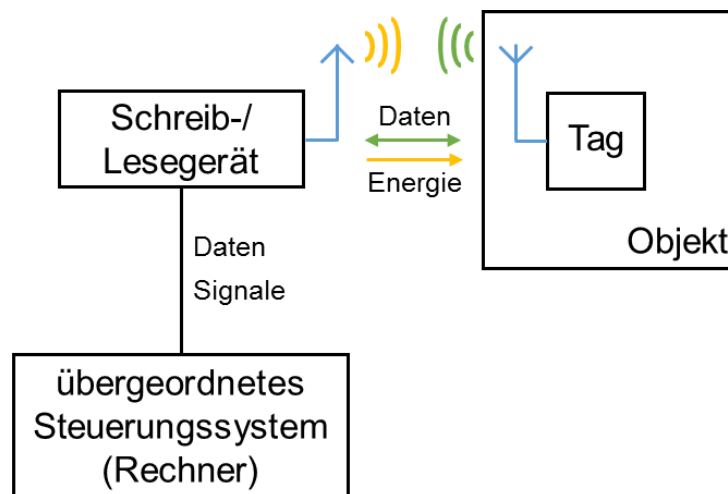 Schreib-/
Lesegerät
Daten
Energie
Tag
Objekt
Daten
Signale
übergeordnetes
Steuerungssystem
(Rechner)